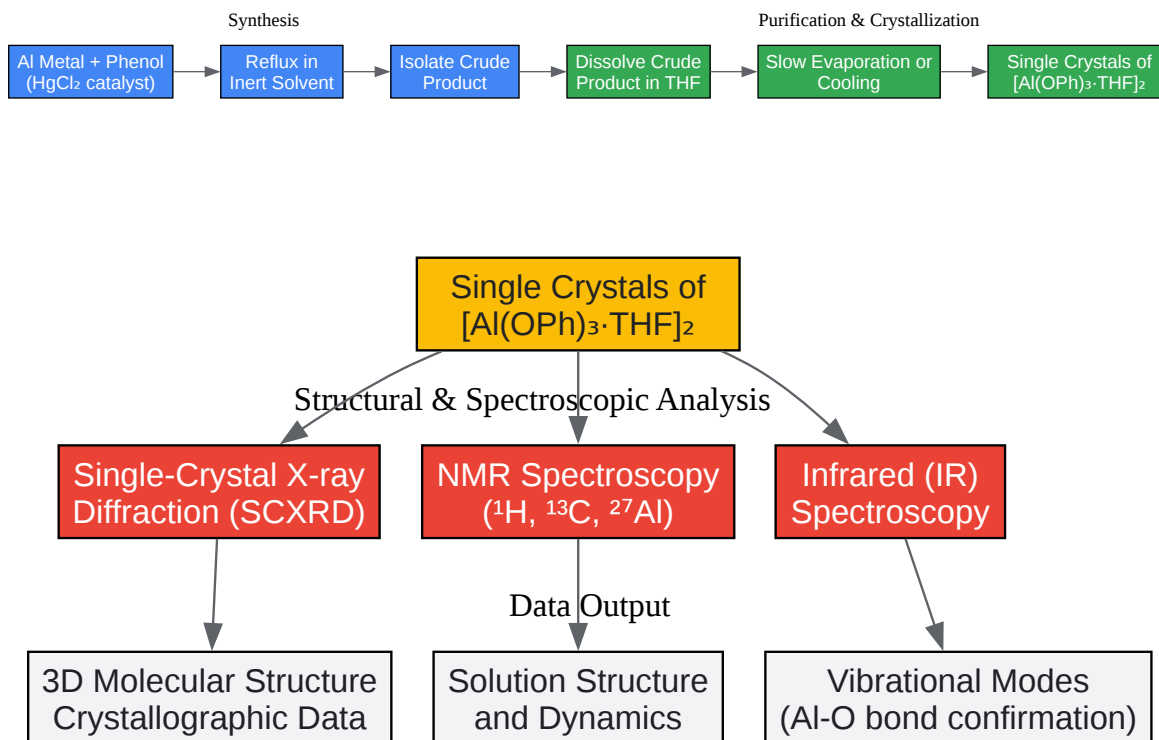 Synthesis
Purification & Crystallization
Al Metal + Phenol
(HgCl₂ catalyst)
Reflux in
Inert Solvent
Isolate Crude
Product
Dissolve Crude
Product in THF
Slow Evaporation or
Cooling
Single Crystals of
[Al(OPh)₃·THF]₂
Single Crystals of
[Al(OPh)₃·THF]₂
Structural & Spectroscopic Analysis
Single-Crystal X-ray
Diffraction (SCXRD)
NMR Spectroscopy
(¹H, ¹³C, ²⁷Al)
Infrared (IR)
Spectroscopy
Data Output
3D Molecular Structure
Crystallographic Data
Solution Structure
and Dynamics
Vibrational Modes
(Al-O bond confirmation)